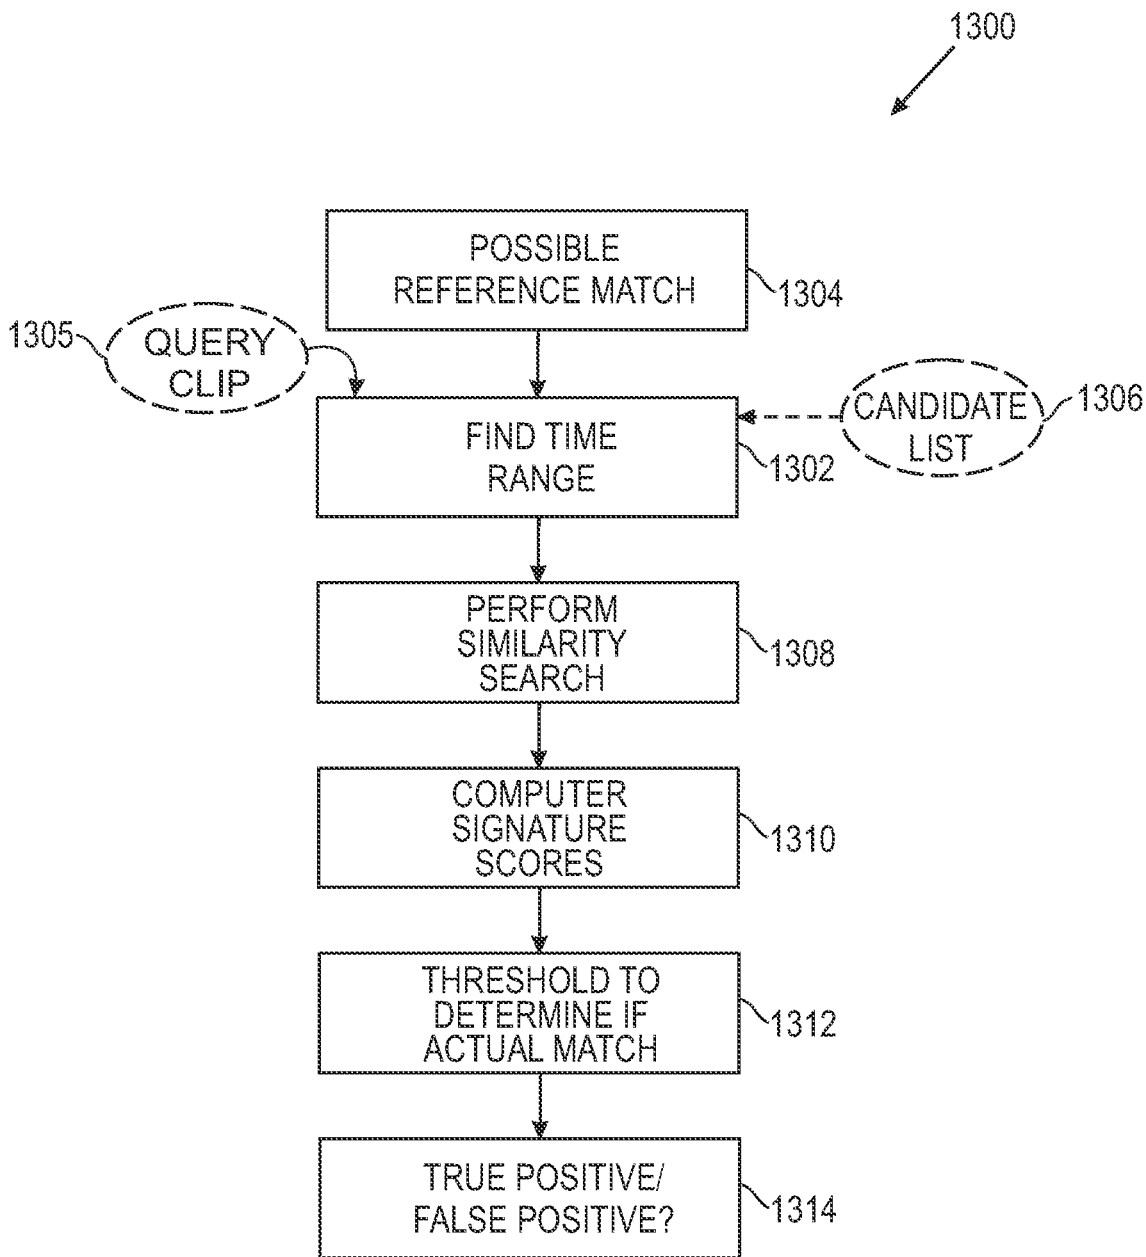 1300
POSSIBLE
REFERENCE MATCH
1304
1305
QUERY
CLIP
CANDIDATE
LIST
1306
FIND TIME
RANGE
1302
PERFORM
SIMILARITY
SEARCH
1308
COMPUTER
SIGNATURE
SCORES
1310
THRESHOLD TO
DETERMINE IF
ACTUAL MATCH
1312
TRUE POSITIVE/
FALSE POSITIVE?
1314